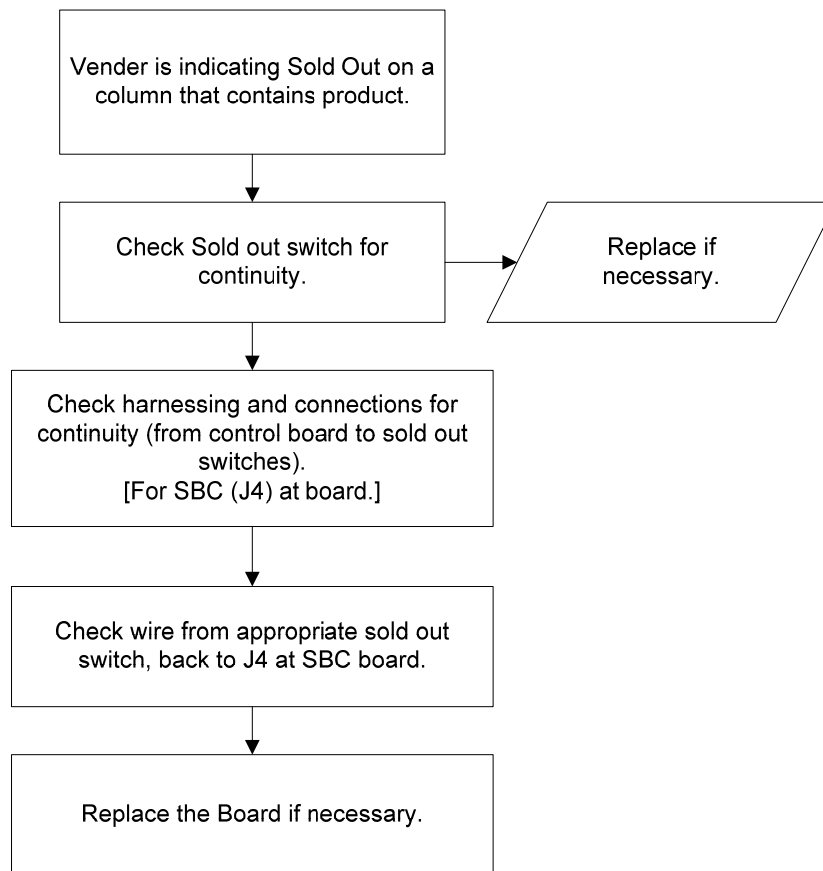 Vender is indicating Sold Out on a
column that contains product.
Check Sold out switch for
continuity.
Replace if
necessary.
Check harnessing and connections for
continuity (from control board to sold out
switches).
[For SBC (J4) at board.]
Check wire from appropriate sold out
switch, back to J4 at SBC board.
Replace the Board if necessary.